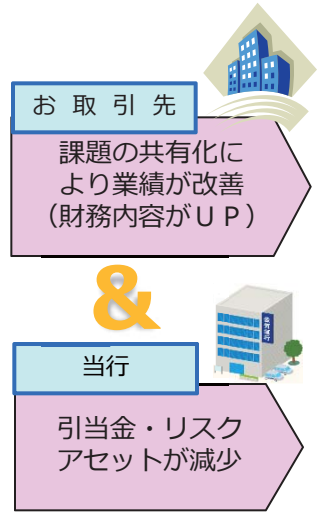 お取引先
課題の共有化に
より業績が改善
（財務内容がＵＰ）
&
当行
引当金・リスク
アセットが減少